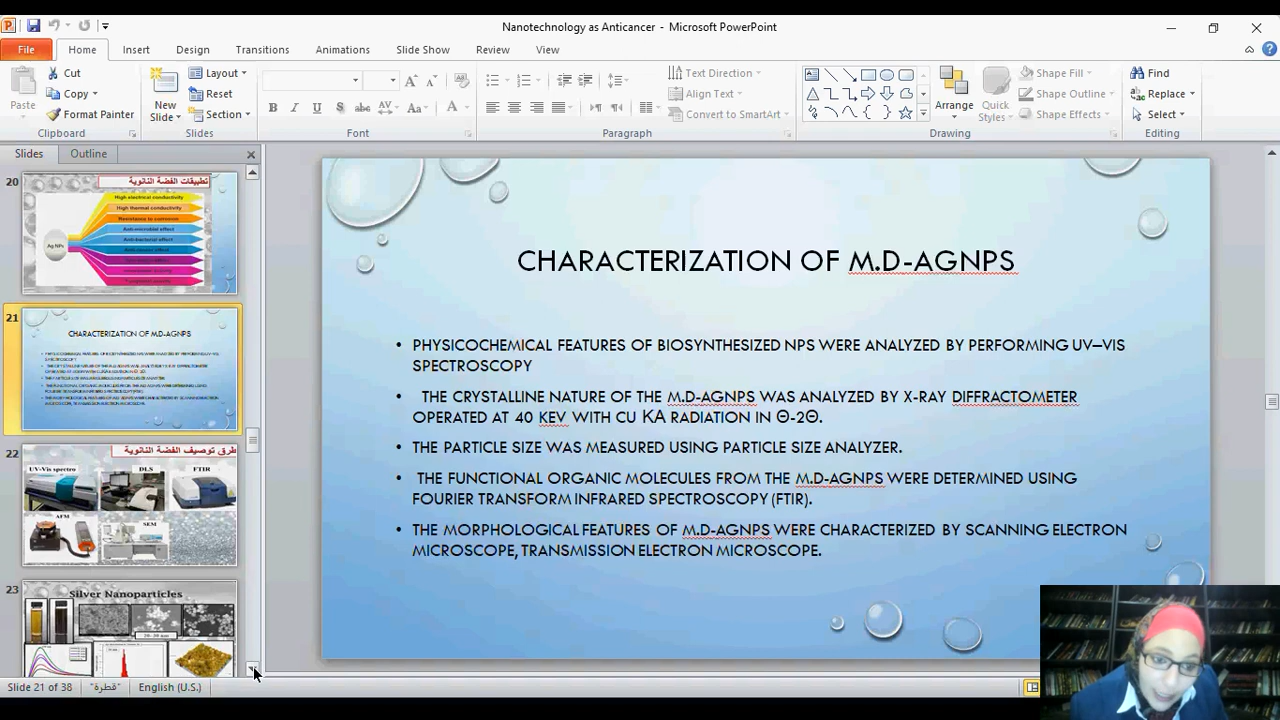 Nanotechnology as Anticancer - Microsoft PowerPoint
File Home Insert Design Transitions Animations Slide Show Review View
Paste
Cut
Copy
Format Painter
Clipboard
New
Slide
Layout
Reset
Section
Slides
Font
Paragraph
Text Direction
Align Text
Convert to SmartArt
Arrange
Quick
Styles
Shape Fill
Shape Outline
Shape Effects
Drawing
Find
Replace
Select
Editing
Slides Outline
20
تطبيقات الفضة النانوية
High electrical conductivity
High thermal conductivity
Resistance to corrosion
Anti-microbial effect
Anti-bacterial effect
Ag NPs
21
CHARACTERIZATION OF M.D-AGNPS
22
طرق توصيف الفضة النانوية
UV-Vis spectro DLS FTIR
AFM SEM
23
Silver Nanoparticles
CHARACTERIZATION OF M.D-AGNPS
• PHYSICOCHEMICAL FEATURES OF BIOSYNTHESIZED NPS WERE ANALYZED BY PERFORMING UV–VIS
SPECTROSCOPY
• THE CRYSTALLINE NATURE OF THE M.D-AGNPS WAS ANALYZED BY X-RAY DIFFRACTOMETER
OPERATED AT 40 KEV WITH CU KΑ RADIATION IN Θ-2Θ.
• THE PARTICLE SIZE WAS MEASURED USING PARTICLE SIZE ANALYZER.
• THE FUNCTIONAL ORGANIC MOLECULES FROM THE M.D-AGNPS WERE DETERMINED USING
FOURIER TRANSFORM INFRARED SPECTROSCOPY (FTIR).
• THE MORPHOLOGICAL FEATURES OF M.D-AGNPS WERE CHARACTERIZED BY SCANNING ELECTRON
MICROSCOPE, TRANSMISSION ELECTRON MICROSCOPE.
Slide 21 of 38 "قطرة" English (U.S.)